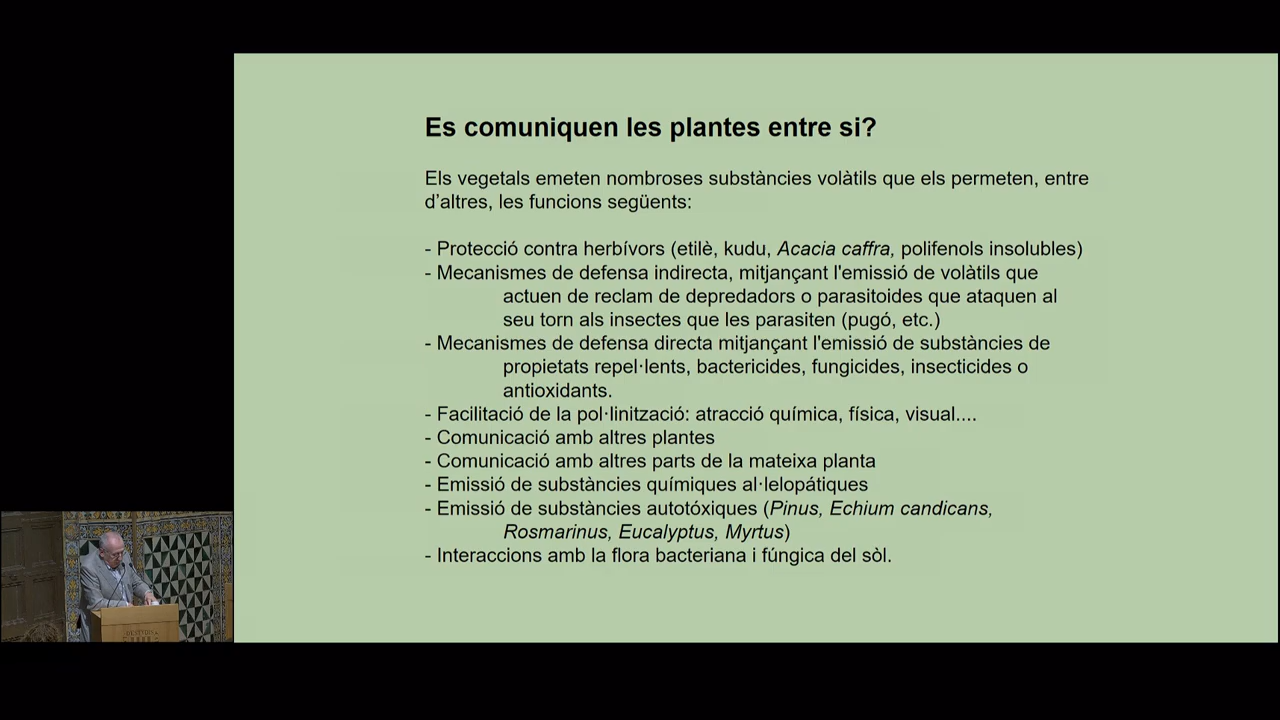 Es comuniquen les plantes entre si?
Els vegetals emeten nombroses substàncies volàtils que els permeten, entre
d’altres, les funcions següents:
- Protecció contra herbívors (etilè, kudu, Acacia caffra, polifenols insolubles)
- Mecanismes de defensa indirecta, mitjançant l'emissió de volàtils que
actuen de reclam de depredadors o parasitoides que ataquen al
seu torn als insectes que les parasiten (pugó, etc.)
- Mecanismes de defensa directa mitjançant l'emissió de substàncies de
propietats repel·lents, bactericides, fungicides, insecticides o
antioxidants.
- Facilitació de la pol·linització: atracció química, física, visual....
- Comunicació amb altres plantes
- Comunicació amb altres parts de la mateixa planta
- Emissió de substàncies químiques al·lelopátiques
- Emissió de substàncies autotóxiques (Pinus, Echium candicans,
Rosmarinus, Eucalyptus, Myrtus)
- Interaccions amb la flora bacteriana i fúngica del sòl.